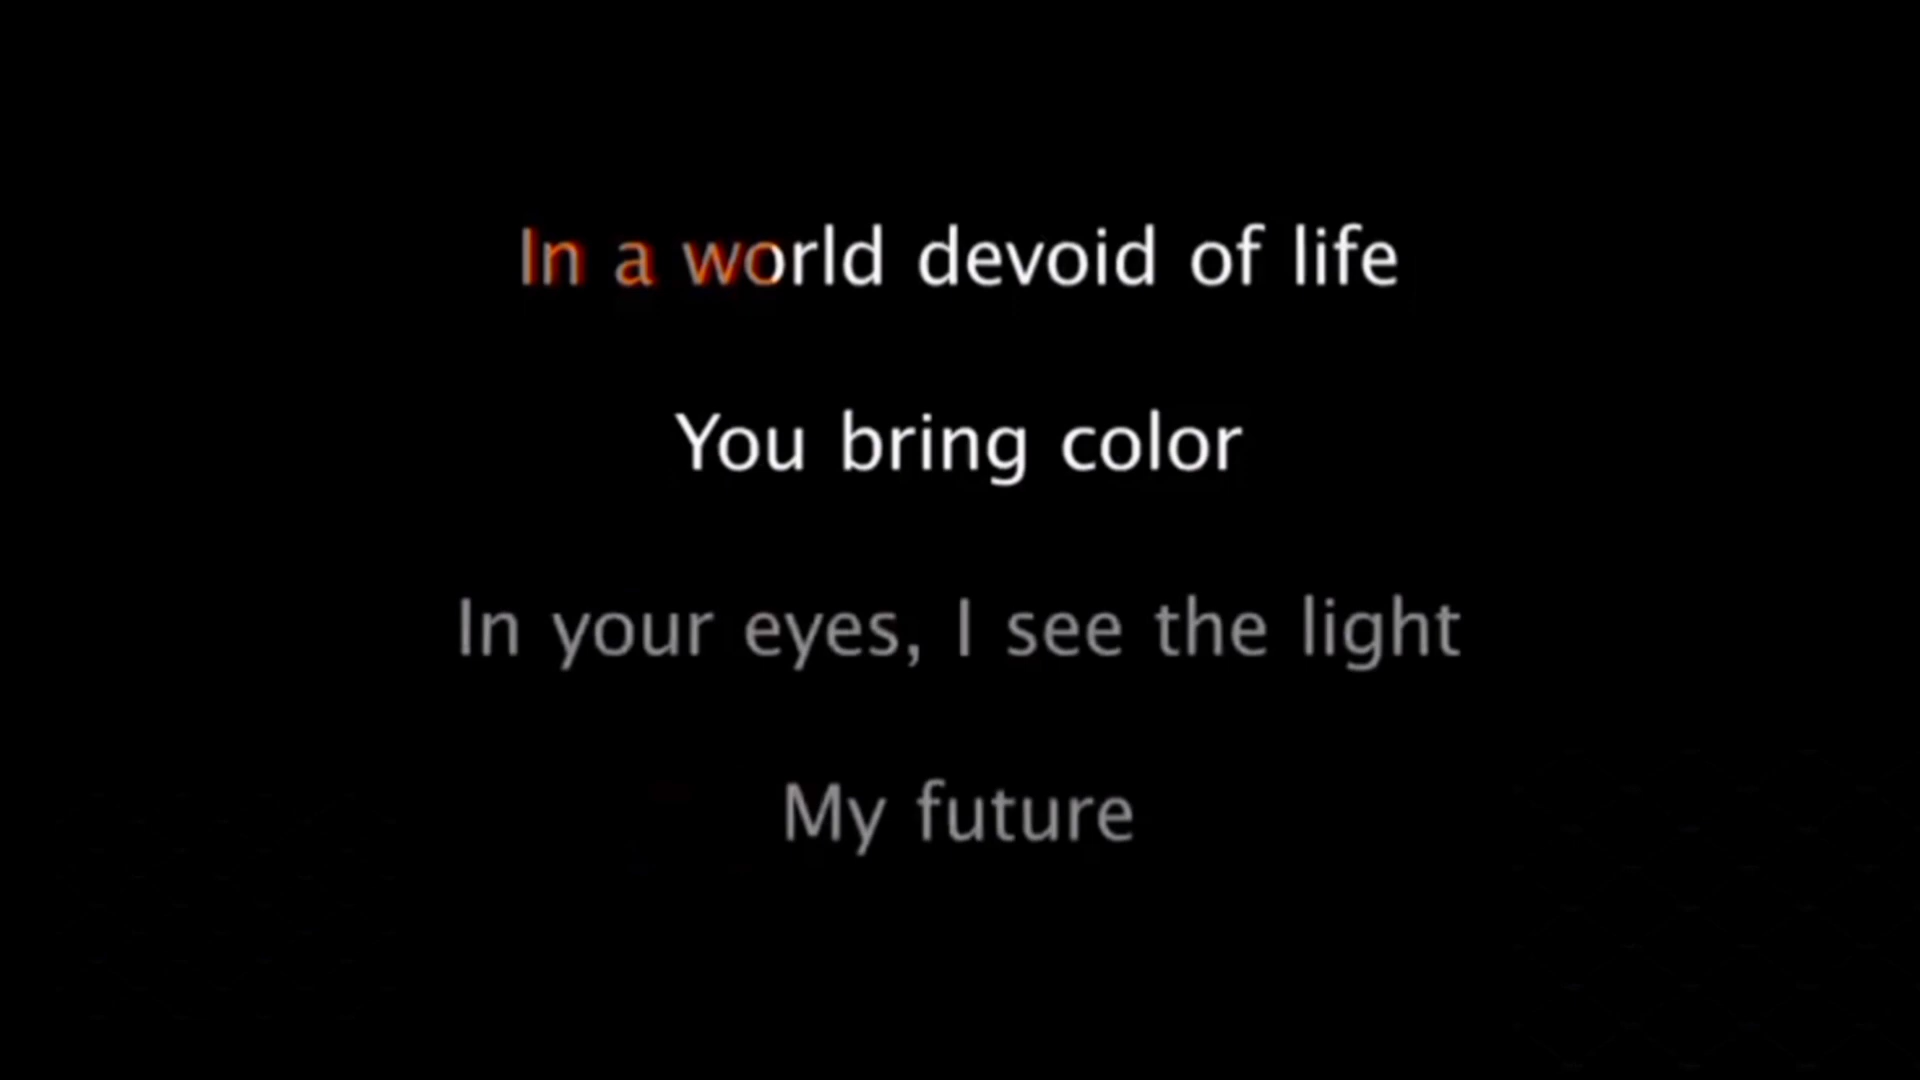 In a world devoid of life
You bring color
In your eyes, I see the light
My future